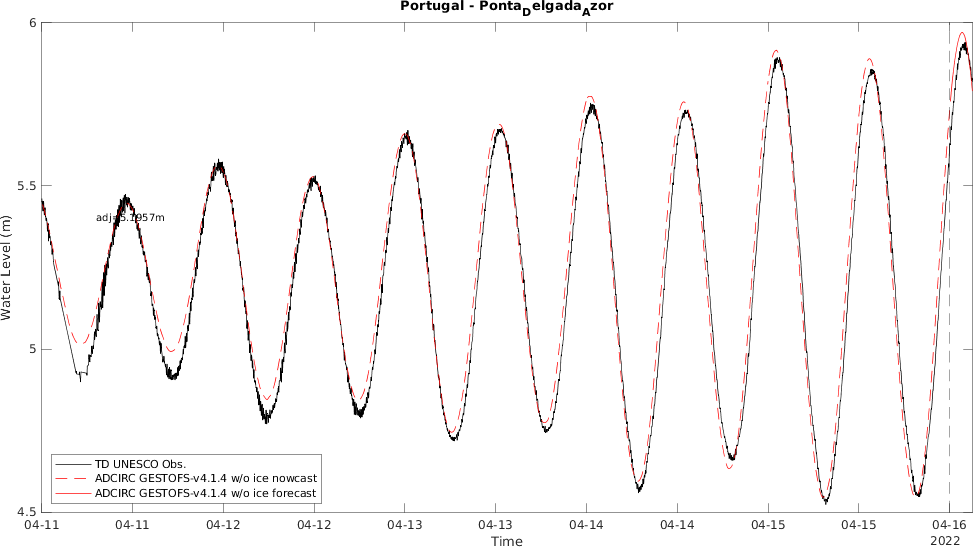 Portugal - PontaDelgadaAzor
6
5.5
5
4.5
Water Level (m)
adj=5.1957m
TD UNESCO Obs.
ADCIRC GESTOFS-v4.1.4 w/o ice nowcast
ADCIRC GESTOFS-v4.1.4 w/o ice forecast
04-11 04-11 04-12 04-12 04-13 04-13 04-14 04-14 04-15 04-15 04-16
Time 2022